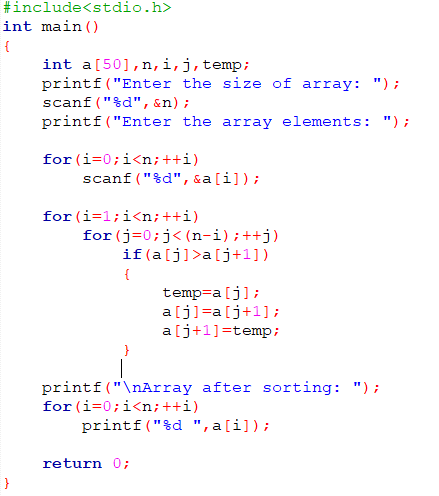 #include<stdio.h>
int main()
{
    int a[50],n,i,j,temp;
    printf("Enter the size of array: ");
    scanf("%d",&n);
    printf("Enter the array elements: ");

    for(i=0;i<n;++i)
        scanf("%d",&a[i]);

    for(i=1;i<n;++i)
        for(j=0;j<(n-i);++j)
            if(a[j]>a[j+1])
            {
                temp=a[j];
                a[j]=a[j+1];
                a[j+1]=temp;
            }

    printf("\nArray after sorting: ");
    for(i=0;i<n;++i)
        printf("%d ",a[i]);

    return 0;
}